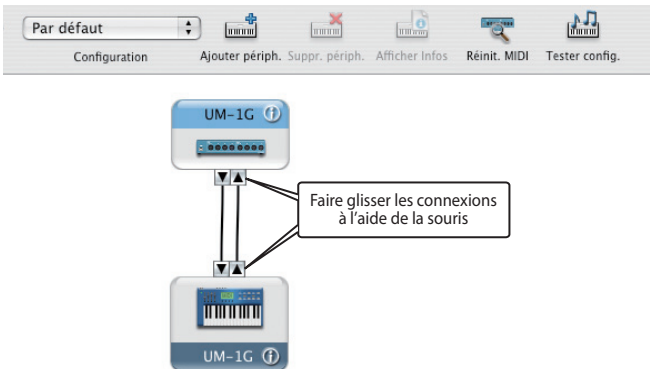 Par défaut
Configuration
Ajouter périph.
Suppr. périph.
Afficher Infos
Réinit. MIDI
Tester config.
UM-1G
Faire glisser les connexions
à l'aide de la souris
UM-1G